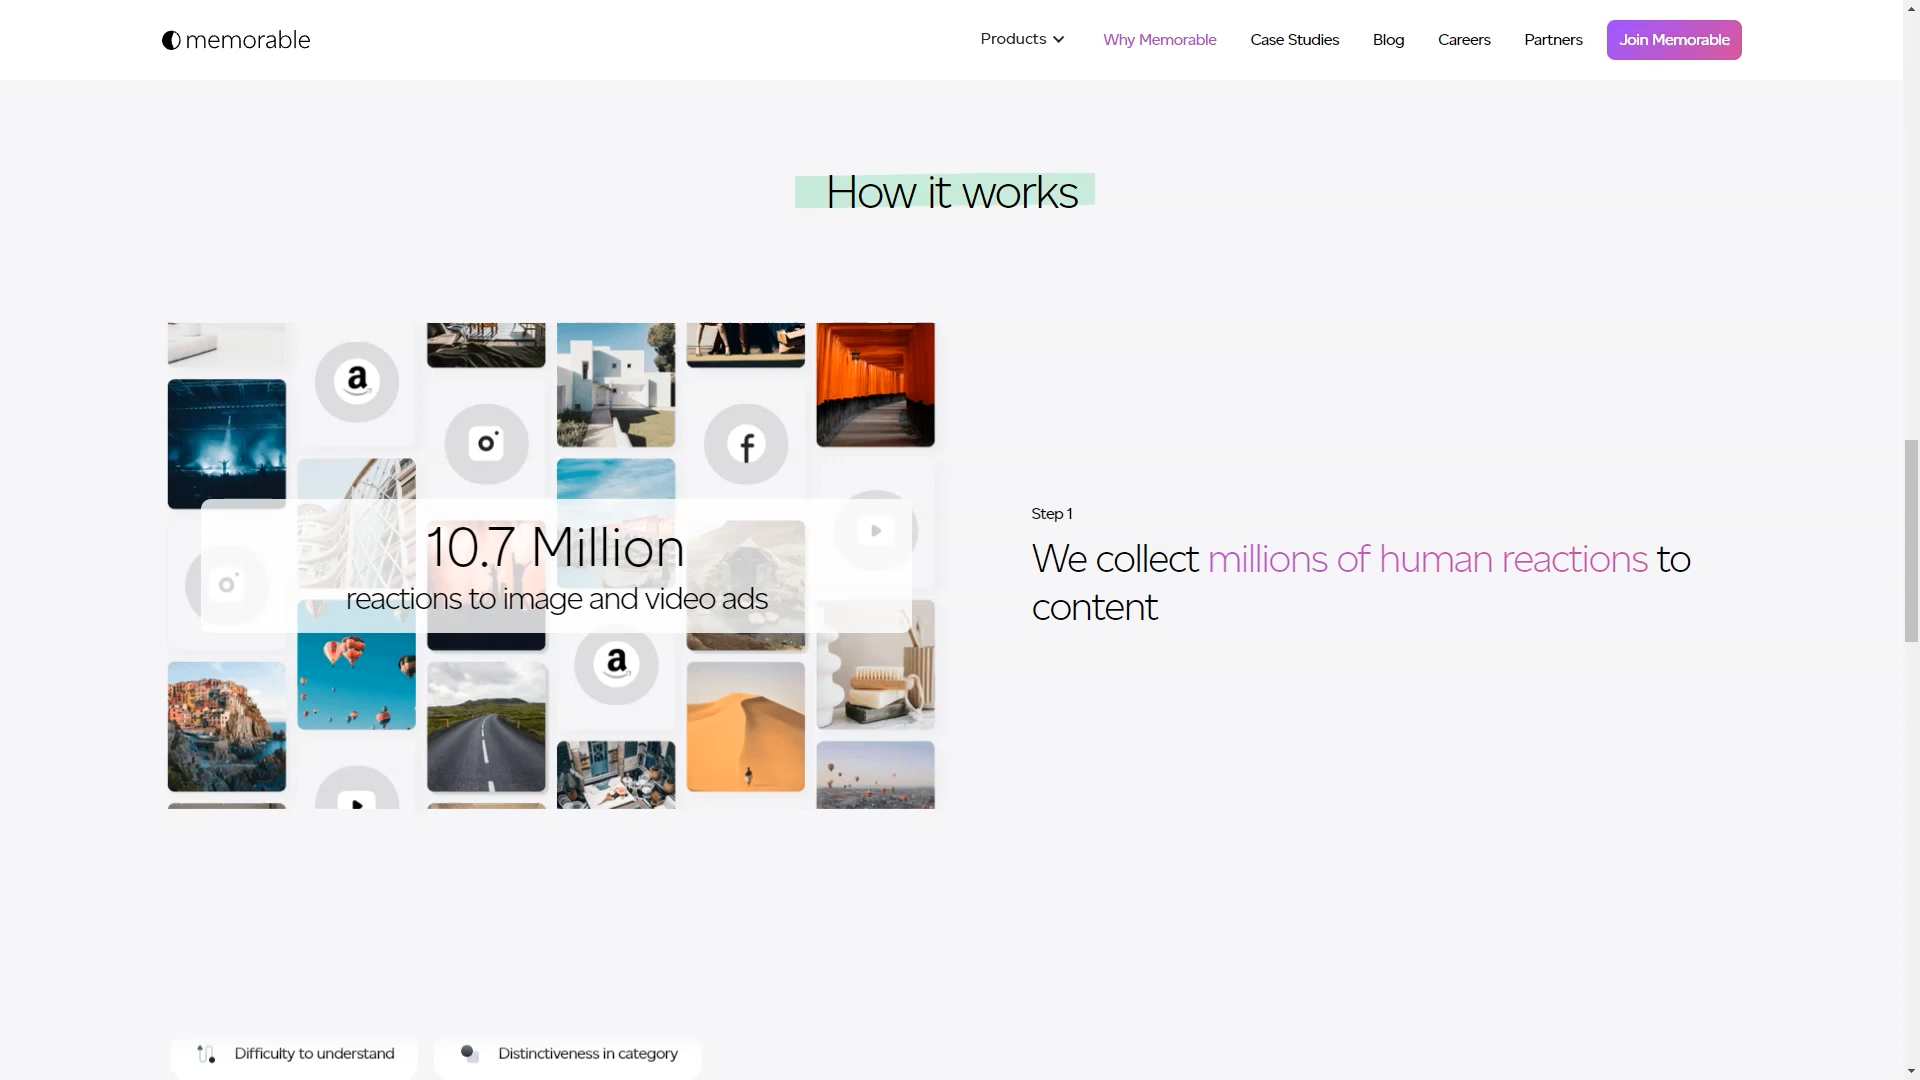 memorable
Products
Why Memorable
Case Studies
Blog
Careers
Partners
Join Memorable
How it works
10.7 Million
reactions to image and video ads
Step 1
We collect millions of human reactions to
content
Difficulty to understand
Distinctiveness in category